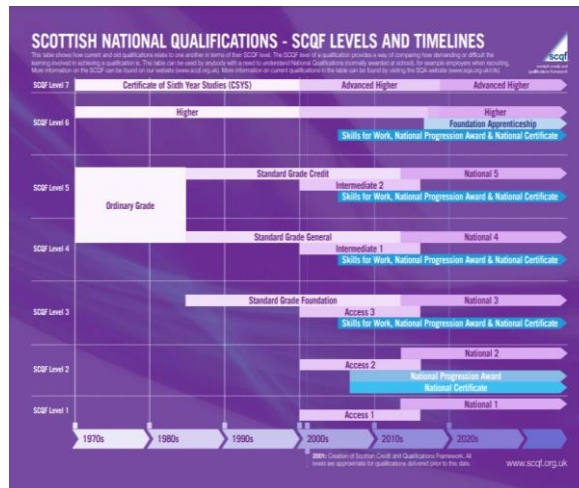 SCOTTISH NATIONAL QUALIFICATIONS - SCQF LEVELS AND TIMELINES
This table shows how current and old qualifications relate to one another in terms of their SCQF level. The SCQF level of a qualification provides a way of comparing how demanding or difficult the
learning involved in achieving a qualification is. This table can be used by anybody with a need to understand National Qualifications (normally awarded at school), for example employers when recruiting.
More information on the SCQF can be found on our website (www.scqf.org.uk). More information on current qualifications in the table can be found by visiting the SQA website (www.sqa.org.uk)
scqf
scottish credit and
qualifications framework
SCQF Level 7
Certificate of Sixth Year Studies (CSYS)
Advanced Higher
Advanced Higher
SCQF Level 6
Higher
Higher
Foundation Apprenticeship
Skills for Work, National Progression Award & National Certificate
SCQF Level 5
Ordinary Grade
Standard Grade Credit
National 5
Intermediate 2
Skills for Work, National Progression Award & National Certificate
SCQF Level 4
Standard Grade General
National 4
Intermediate 1
Skills for Work, National Progression Award & National Certificate
SCQF Level 3
Standard Grade Foundation
National 3
Access 3
Skills for Work, National Progression Award & National Certificate
SCQF Level 2
National 2
Access 2
National Progression Award
National Certificate
SCQF Level 1
National 1
Access 1
1970s
1980s
1990s
2000s
2010s
2020s
2001: Creation of Scottish Credit and Qualifications Framework. All
levels are approximate for qualifications delivered prior to this date.
www.scqf.org.uk